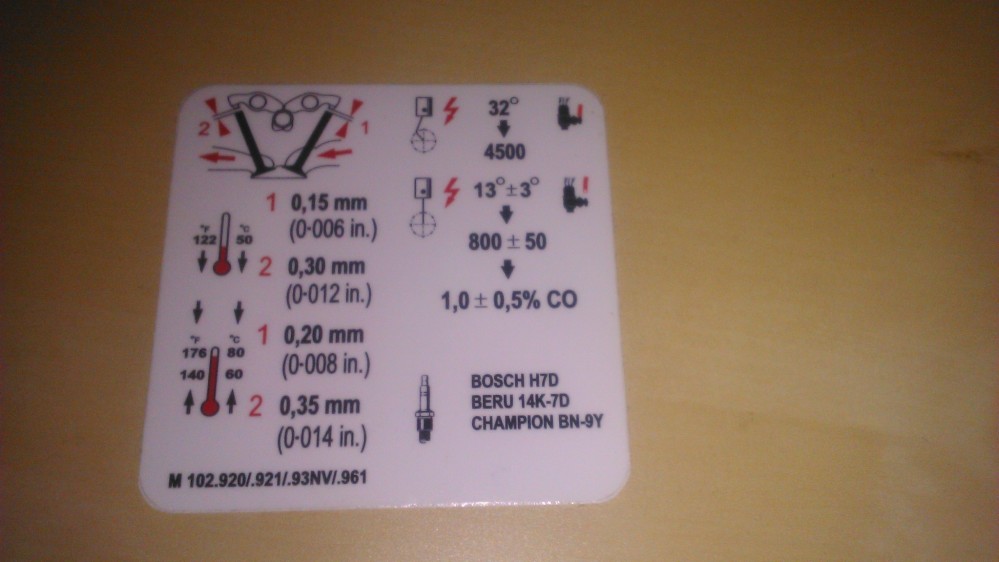 2
1
1 0,15 mm
(0·006 in.)
°F °C
122 50
2 0,30 mm
(0·012 in.)
1 0,20 mm
(0·008 in.)
°F °C
176 80
140 60
2 0,35 mm
(0·014 in.)
M 102.920/.921/.93NV/.961
32°
4500
13°±3°
800 ± 50
1,0 ± 0,5% CO
BOSCH H7D
BERU 14K-7D
CHAMPION BN-9Y